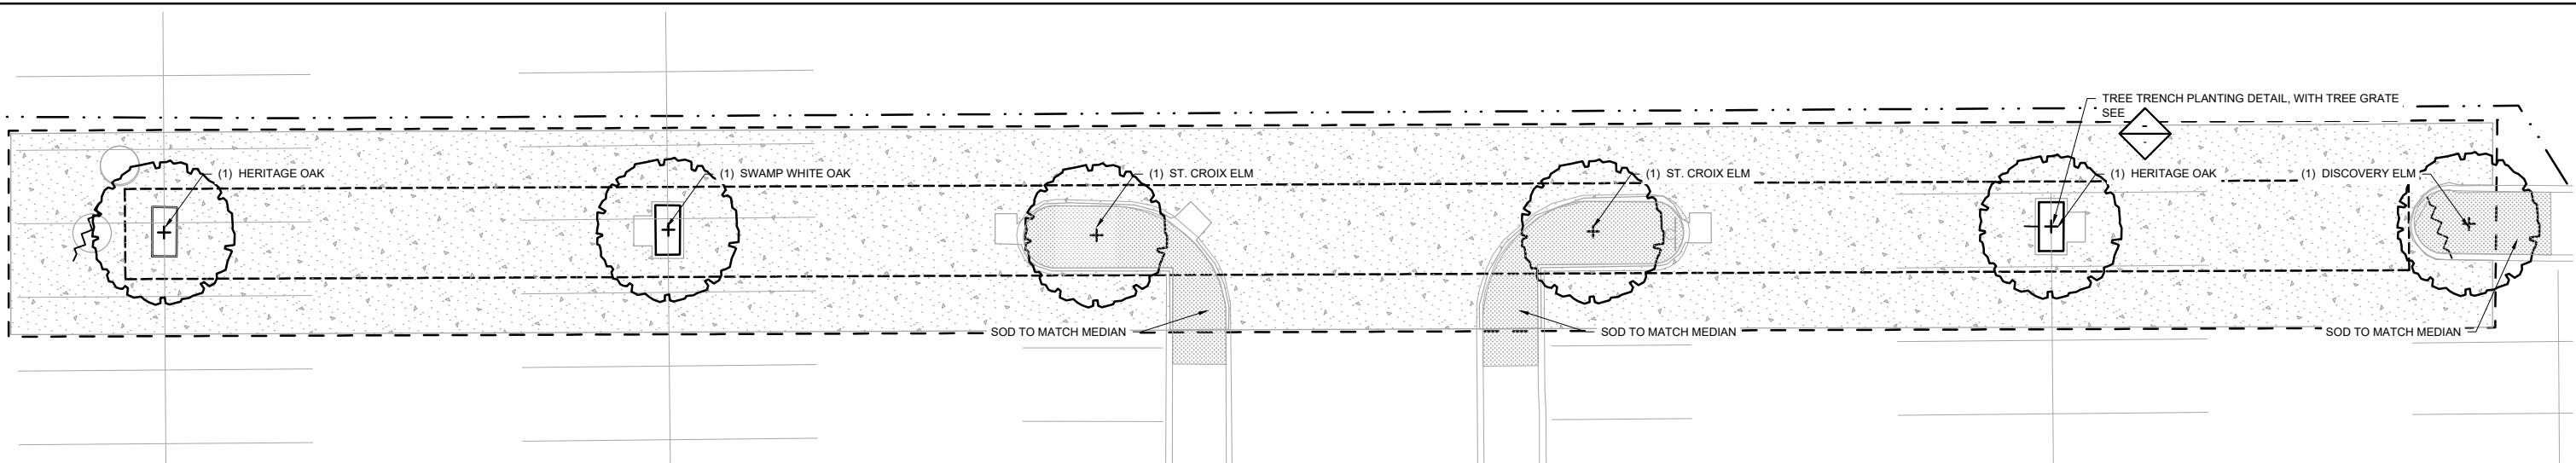 TREE TRENCH PLANTING DETAIL, WITH TREE GRATE
SEE
-
-
(1) HERITAGE OAK
(1) SWAMP WHITE OAK
(1) ST. CROIX ELM
(1) ST. CROIX ELM
(1) HERITAGE OAK
(1) DISCOVERY ELM
SOD TO MATCH MEDIAN
SOD TO MATCH MEDIAN
SOD TO MATCH MEDIAN